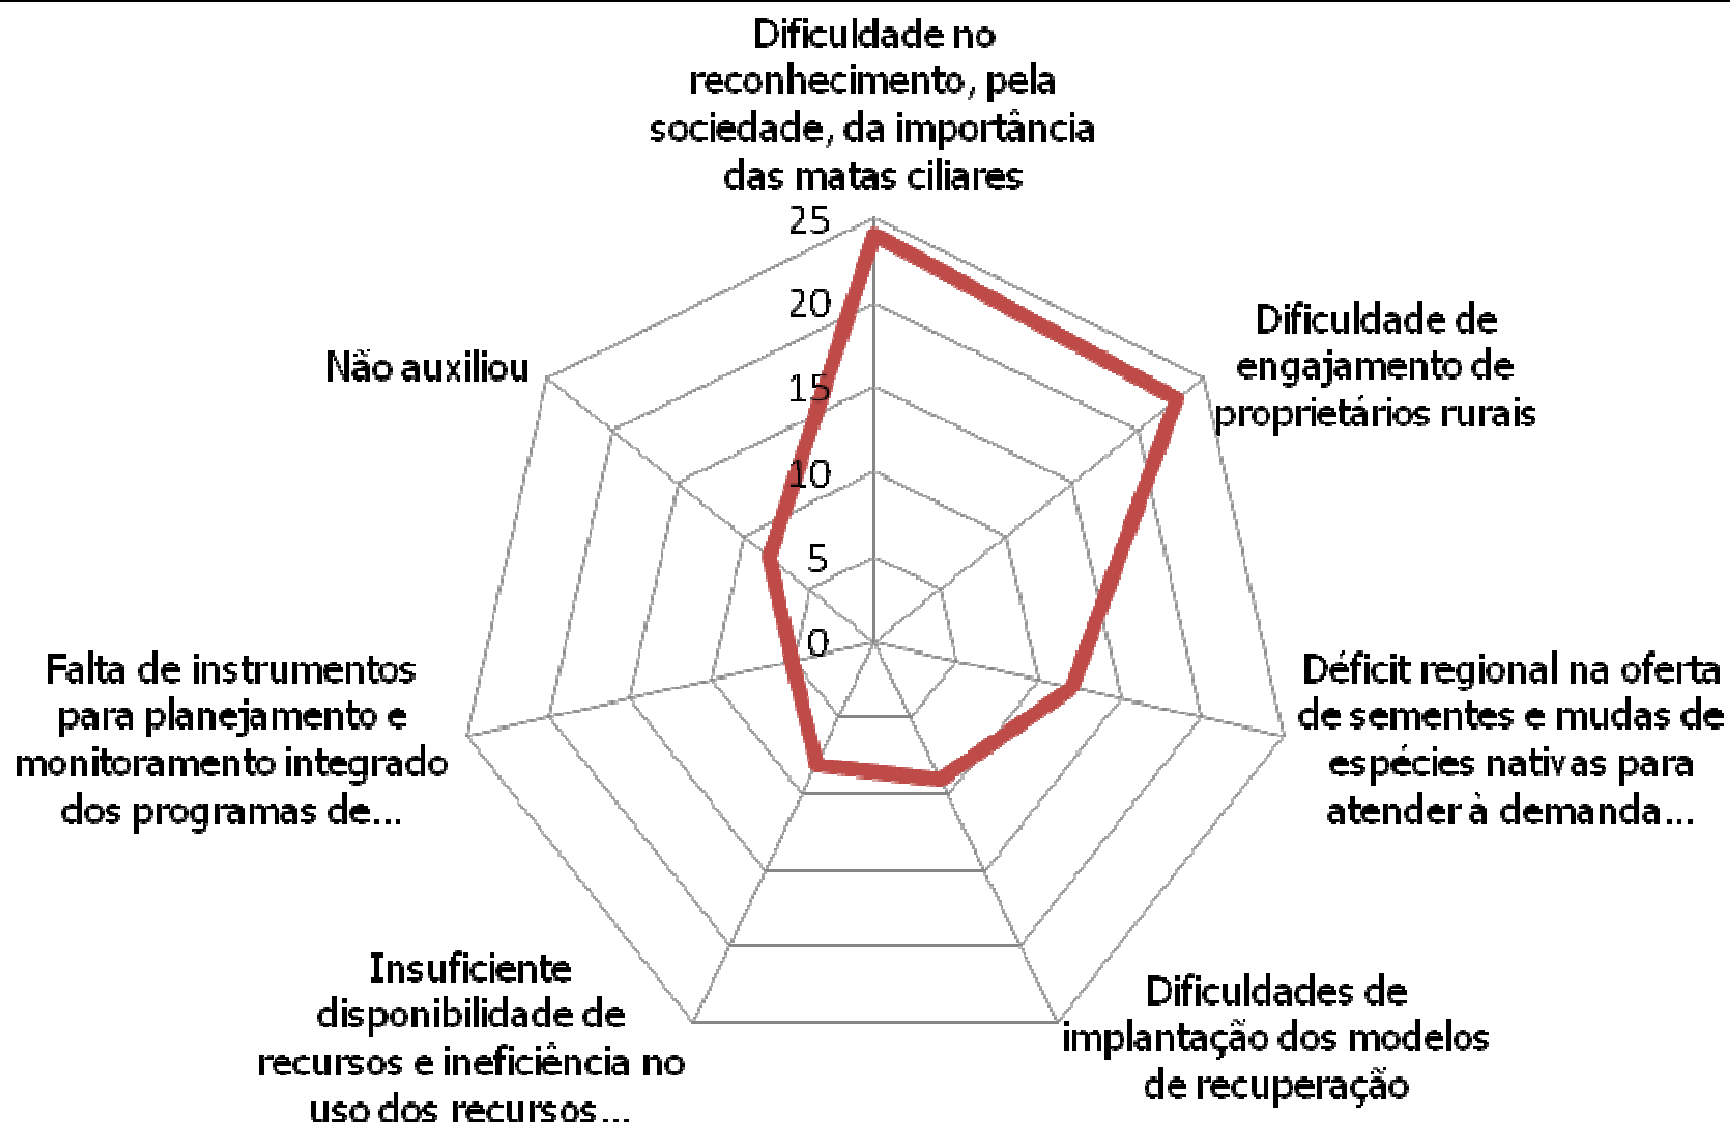 Dificuldade no
reconhecimento, pela
sociedade, da importância
das matas ciliares
25
20
15
10
5
0
Dificuldade de
engajamento de
proprietários rurais
Déficit regional na oferta
de sementes e mudas de
espécies nativas para
atender à demanda...
Dificuldades de
implantação dos modelos
de recuperação
Insuficiente
disponibilidade de
recursos e ineficiência no
uso dos recursos...
Falta de instrumentos
para planejamento e
monitoramento integrado
dos programas de...
Não auxiliou